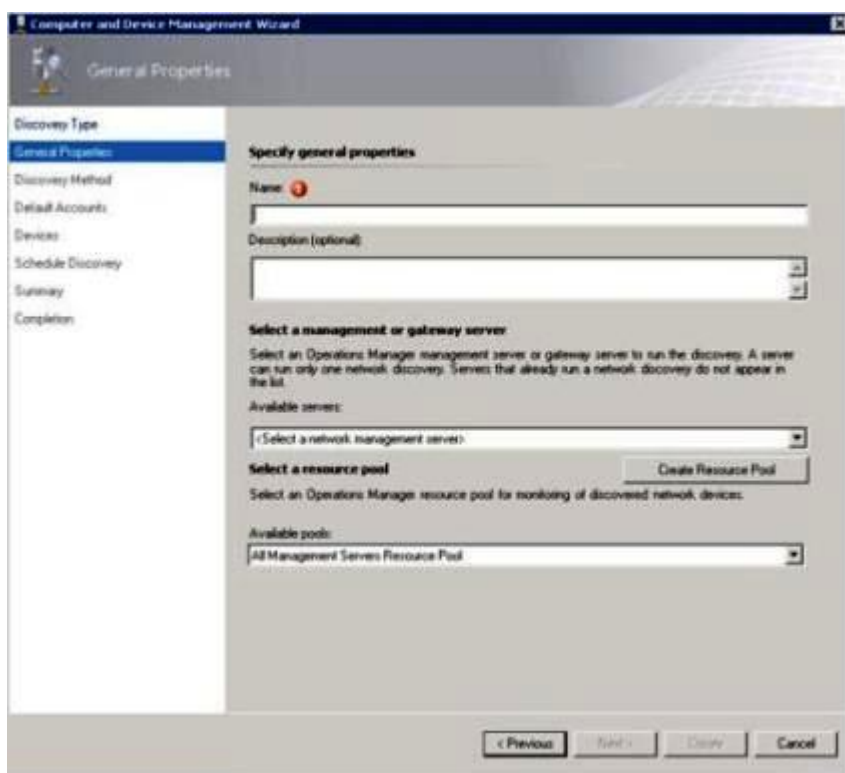 Computer and Device Management Wizard
General Properties
Discovery Type
General Properties
Discovery Method
Default Accounts
Devices
Schedule Discovery
Summary
Completion
Specify general properties
Name:
Description (optional):
Select a management or gateway server
Select an Operations Manager management server or gateway server to run the discovery. A server
can run only one network discovery. Servers that already run a network discovery do not appear in
the list.
Available servers:
<Select a network management server>
Select a resource pool
Create Resource Pool
Select an Operations Manager resource pool for monitoring of discovered network devices.
Available pools:
All Management Servers Resource Pool
< Previous
Next >
Create
Cancel